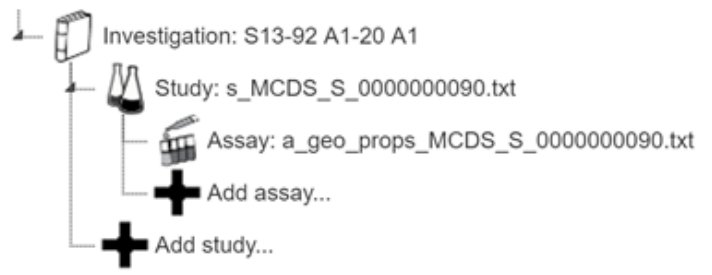 Investigation: S13-92 A1-20 A1
Study: s_MCDS_S_0000000090.txt
Assay: a_geo_props_MCDS_S_0000000090.txt
Add assay...
Add study...